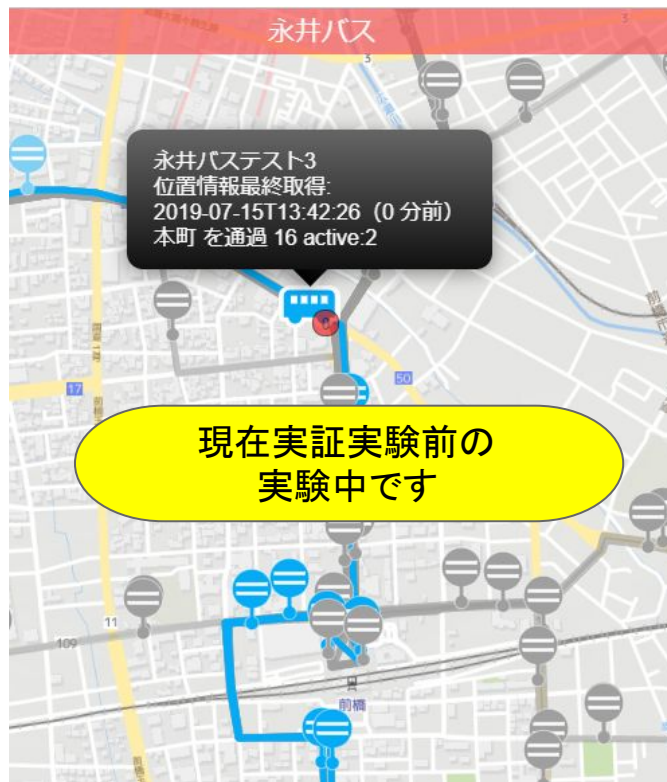 永井バス
3
3
永井バステスト3
位置情報最終取得:
2019-07-15T13:42:26（0 分前）
本町 を通過 16 active:2
17
50
現在実証実験前の
実験中です
11
109
前橋